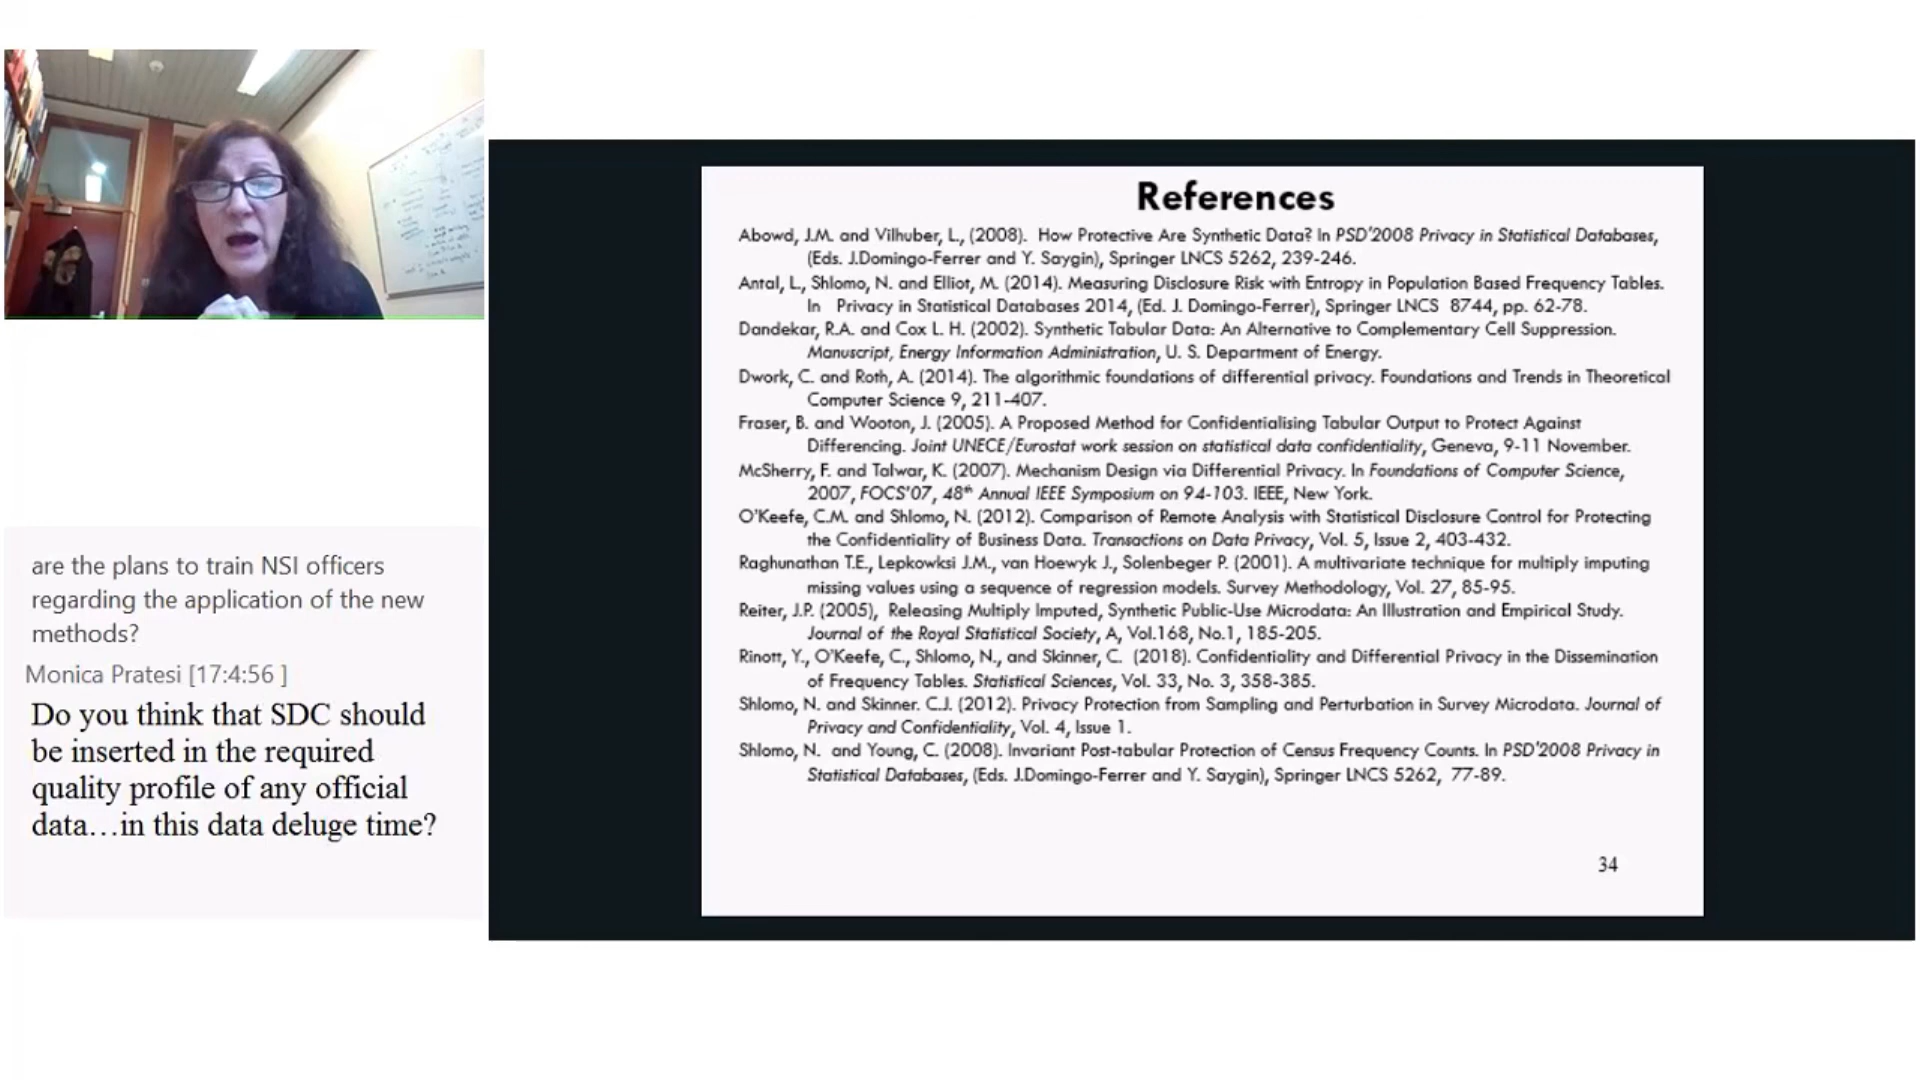 are the plans to train NSI officers
regarding the application of the new
methods?
Monica Pratesi [17:4:56 ]
Do you think that SDC should
be inserted in the required
quality profile of any official
data…in this data deluge time?
References
Abowd, J.M. and Vilhuber, L., (2008). How Protective Are Synthetic Data? In PSD'2008 Privacy in Statistical Databases,
(Eds. J.Domingo-Ferrer and Y. Saygin), Springer LNCS 5262, 239-246.
Antal, L., Shlomo, N. and Elliot, M. (2014). Measuring Disclosure Risk with Entropy in Population Based Frequency Tables.
In Privacy in Statistical Databases 2014, (Ed. J. Domingo-Ferrer), Springer LNCS 8744, pp. 62-78.
Dandekar, R.A. and Cox L. H. (2002). Synthetic Tabular Data: An Alternative to Complementary Cell Suppression.
Manuscript, Energy Information Administration, U. S. Department of Energy.
Dwork, C. and Roth, A. (2014). The algorithmic foundations of differential privacy. Foundations and Trends in Theoretical
Computer Science 9, 211-407.
Fraser, B. and Wooton, J. (2005). A Proposed Method for Confidentialising Tabular Output to Protect Against
Differencing. Joint UNECE/Eurostat work session on statistical data confidentiality, Geneva, 9-11 November.
McSherry, F. and Talwar, K. (2007). Mechanism Design via Differential Privacy. In Foundations of Computer Science,
2007, FOCS'07, 48th Annual IEEE Symposium on 94-103. IEEE, New York.
O'Keefe, C.M. and Shlomo, N. (2012). Comparison of Remote Analysis with Statistical Disclosure Control for Protecting
the Confidentiality of Business Data. Transactions on Data Privacy, Vol. 5, Issue 2, 403-432.
Raghunathan T.E., Lepkowksi J.M., van Hoewyk J., Solenbeger P. (2001). A multivariate technique for multiply imputing
missing values using a sequence of regression models. Survey Methodology, Vol. 27, 85-95.
Reiter, J.P. (2005), Releasing Multiply Imputed, Synthetic Public-Use Microdata: An Illustration and Empirical Study.
Journal of the Royal Statistical Society, A, Vol.168, No.1, 185-205.
Rinott, Y., O'Keefe, C., Shlomo, N., and Skinner, C. (2018). Confidentiality and Differential Privacy in the Dissemination
of Frequency Tables. Statistical Sciences, Vol. 33, No. 3, 358-385.
Shlomo, N. and Skinner. C.J. (2012). Privacy Protection from Sampling and Perturbation in Survey Microdata. Journal of
Privacy and Confidentiality, Vol. 4, Issue 1.
Shlomo, N. and Young, C. (2008). Invariant Post-tabular Protection of Census Frequency Counts. In PSD'2008 Privacy in
Statistical Databases, (Eds. J.Domingo-Ferrer and Y. Saygin), Springer LNCS 5262, 77-89.
34